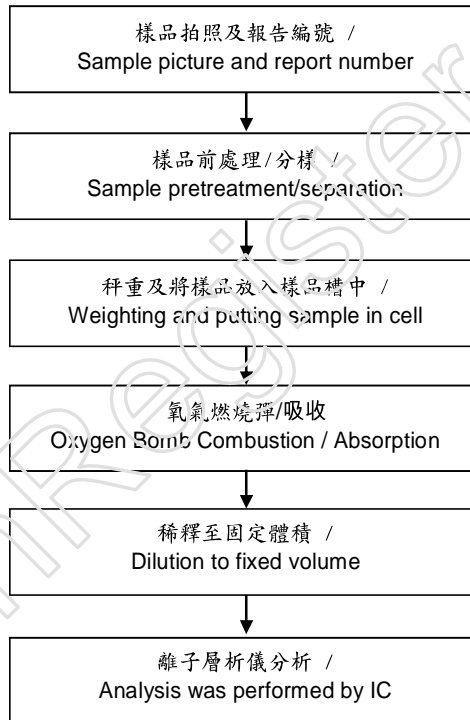 樣品拍照及報告編號 /
Sample picture and report number
樣品前處理/分樣 /
Sample pretreatment/separation
秤重及將樣品放入樣品槽中 /
Weighting and putting sample in cell
氧氣燃燒彈/吸收
Oxygen Bomb Combustion / Absorption
稀釋至固定體積 /
Dilution to fixed volume
離子層析儀分析 /
Analysis was performed by IC